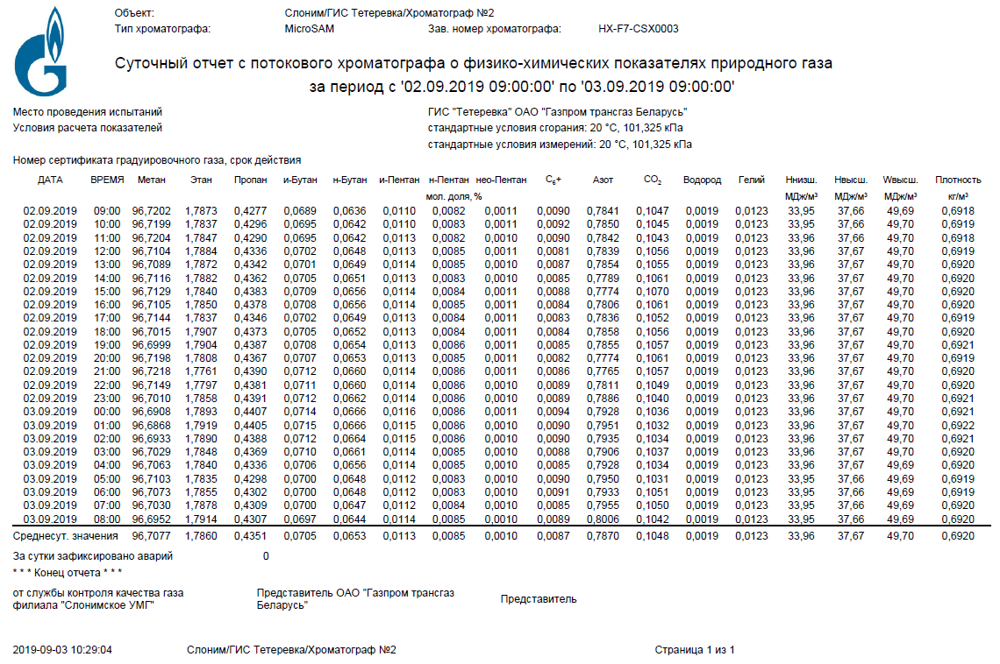 Объект: Слоним/ГИС Тетеревка/Хроматограф №2
Тип хроматографа: MicroSAM Зав. номер хроматографа: HX-F7-CSX0003
Суточный отчет с потокового хроматографа о физико-химических показателях природного газа
за период с '02.09.2019 09:00:00' по '03.09.2019 09:00:00'
Место проведения испытаний ГИС "Тетеревка" ОАО "Газпром трансгаз Беларусь"
Условия расчета показателей стандартные условия сгорания: 20 °C, 101,325 кПа
стандартные условия измерений: 20 °C, 101,325 кПа
Номер сертификата градуировочного газа, срок действия
ДАТА ВРЕМЯ Метан Этан Пропан и-Бутан н-Бутан и-Пентан н-Пентан нео-Пентан C6+ Азот CO2 Водород Гелий Hнизш. Hвысш. Wвысш. Плотность
мол. доля, % МДж/м³ МДж/м³ МДж/м³ кг/м³
02.09.2019 09:00 96,7202 1,7873 0,4277 0,0689 0,0636 0,0110 0,0082 0,0011 0,0090 0,7841 0,1047 0,0019 0,0123 33,95 37,66 49,69 0,6918
02.09.2019 10:00 96,7199 1,7837 0,4296 0,0695 0,0642 0,0110 0,0083 0,0011 0,0092 0,7850 0,1045 0,0019 0,0123 33,95 37,66 49,70 0,6919
02.09.2019 11:00 96,7204 1,7847 0,4290 0,0695 0,0642 0,0113 0,0082 0,0010 0,0090 0,7842 0,1043 0,0019 0,0123 33,95 37,66 49,70 0,6918
02.09.2019 12:00 96,7104 1,7884 0,4336 0,0702 0,0648 0,0113 0,0085 0,0011 0,0081 0,7839 0,1056 0,0019 0,0123 33,96 37,67 49,70 0,6919
02.09.2019 13:00 96,7089 1,7872 0,4342 0,0701 0,0649 0,0114 0,0085 0,0010 0,0087 0,7854 0,1055 0,0019 0,0123 33,96 37,67 49,70 0,6920
02.09.2019 14:00 96,7116 1,7882 0,4362 0,0705 0,0651 0,0113 0,0083 0,0010 0,0085 0,7789 0,1061 0,0019 0,0123 33,96 37,67 49,70 0,6920
02.09.2019 15:00 96,7129 1,7840 0,4383 0,0709 0,0656 0,0114 0,0084 0,0011 0,0088 0,7774 0,1070 0,0019 0,0123 33,96 37,67 49,70 0,6920
02.09.2019 16:00 96,7105 1,7850 0,4378 0,0708 0,0656 0,0114 0,0085 0,0011 0,0084 0,7806 0,1061 0,0019 0,0123 33,96 37,67 49,70 0,6920
02.09.2019 17:00 96,7144 1,7837 0,4346 0,0702 0,0649 0,0113 0,0084 0,0011 0,0083 0,7836 0,1052 0,0019 0,0123 33,96 37,67 49,70 0,6919
02.09.2019 18:00 96,7015 1,7907 0,4373 0,0705 0,0652 0,0113 0,0084 0,0011 0,0084 0,7858 0,1056 0,0019 0,0123 33,96 37,67 49,70 0,6920
02.09.2019 19:00 96,6999 1,7904 0,4387 0,0708 0,0654 0,0113 0,0086 0,0011 0,0085 0,7855 0,1057 0,0019 0,0123 33,96 37,67 49,70 0,6921
02.09.2019 20:00 96,7198 1,7808 0,4367 0,0707 0,0653 0,0114 0,0085 0,0011 0,0082 0,7774 0,1061 0,0019 0,0123 33,96 37,67 49,70 0,6919
02.09.2019 21:00 96,7218 1,7761 0,4390 0,0712 0,0660 0,0114 0,0086 0,0011 0,0086 0,7765 0,1057 0,0019 0,0123 33,96 37,67 49,70 0,6920
02.09.2019 22:00 96,7149 1,7797 0,4381 0,0711 0,0660 0,0114 0,0086 0,0010 0,0089 0,7811 0,1049 0,0019 0,0123 33,96 37,67 49,70 0,6920
02.09.2019 23:00 96,7010 1,7858 0,4391 0,0712 0,0662 0,0114 0,0086 0,0010 0,0089 0,7886 0,1040 0,0019 0,0123 33,96 37,67 49,70 0,6921
03.09.2019 00:00 96,6908 1,7893 0,4407 0,0714 0,0666 0,0116 0,0086 0,0011 0,0094 0,7928 0,1036 0,0019 0,0123 33,96 37,67 49,70 0,6921
03.09.2019 01:00 96,6868 1,7919 0,4405 0,0715 0,0666 0,0115 0,0086 0,0010 0,0090 0,7951 0,1032 0,0019 0,0123 33,96 37,67 49,70 0,6922
03.09.2019 02:00 96,6933 1,7890 0,4388 0,0712 0,0664 0,0115 0,0086 0,0010 0,0090 0,7935 0,1034 0,0019 0,0123 33,96 37,67 49,70 0,6921
03.09.2019 03:00 96,7029 1,7848 0,4369 0,0710 0,0661 0,0114 0,0085 0,0010 0,0088 0,7906 0,1037 0,0019 0,0123 33,96 37,67 49,70 0,6920
03.09.2019 04:00 96,7063 1,7840 0,4336 0,0706 0,0656 0,0114 0,0085 0,0010 0,0085 0,7928 0,1034 0,0019 0,0123 33,96 37,67 49,69 0,6920
03.09.2019 05:00 96,7103 1,7835 0,4298 0,0700 0,0648 0,0112 0,0083 0,0010 0,0090 0,7950 0,1031 0,0019 0,0123 33,95 37,66 49,69 0,6919
03.09.2019 06:00 96,7073 1,7855 0,4302 0,0700 0,0648 0,0112 0,0083 0,0010 0,0091 0,7933 0,1051 0,0019 0,0123 33,95 37,66 49,69 0,6919
03.09.2019 07:00 96,7030 1,7878 0,4309 0,0700 0,0647 0,0112 0,0084 0,0010 0,0085 0,7955 0,1050 0,0019 0,0123 33,95 37,66 49,69 0,6920
03.09.2019 08:00 96,6952 1,7914 0,4307 0,0697 0,0644 0,0114 0,0085 0,0010 0,0089 0,8006 0,1042 0,0019 0,0123 33,95 37,66 49,69 0,6920
Среднесут. значения 96,7077 1,7860 0,4351 0,0705 0,0653 0,0113 0,0085 0,0010 0,0087 0,7870 0,1048 0,0019 0,0123 33,96 37,67 49,70 0,6920
За сутки зафиксировано аварий 0
* * * Конец отчета * * *
от службы контроля качества газа Представитель ОАО "Газпром трансгаз Представитель
филиала "Слонимское УМГ" Беларусь"
2019-09-03 10:29:04 Слоним/ГИС Тетеревка/Хроматограф №2 Страница 1 из 1